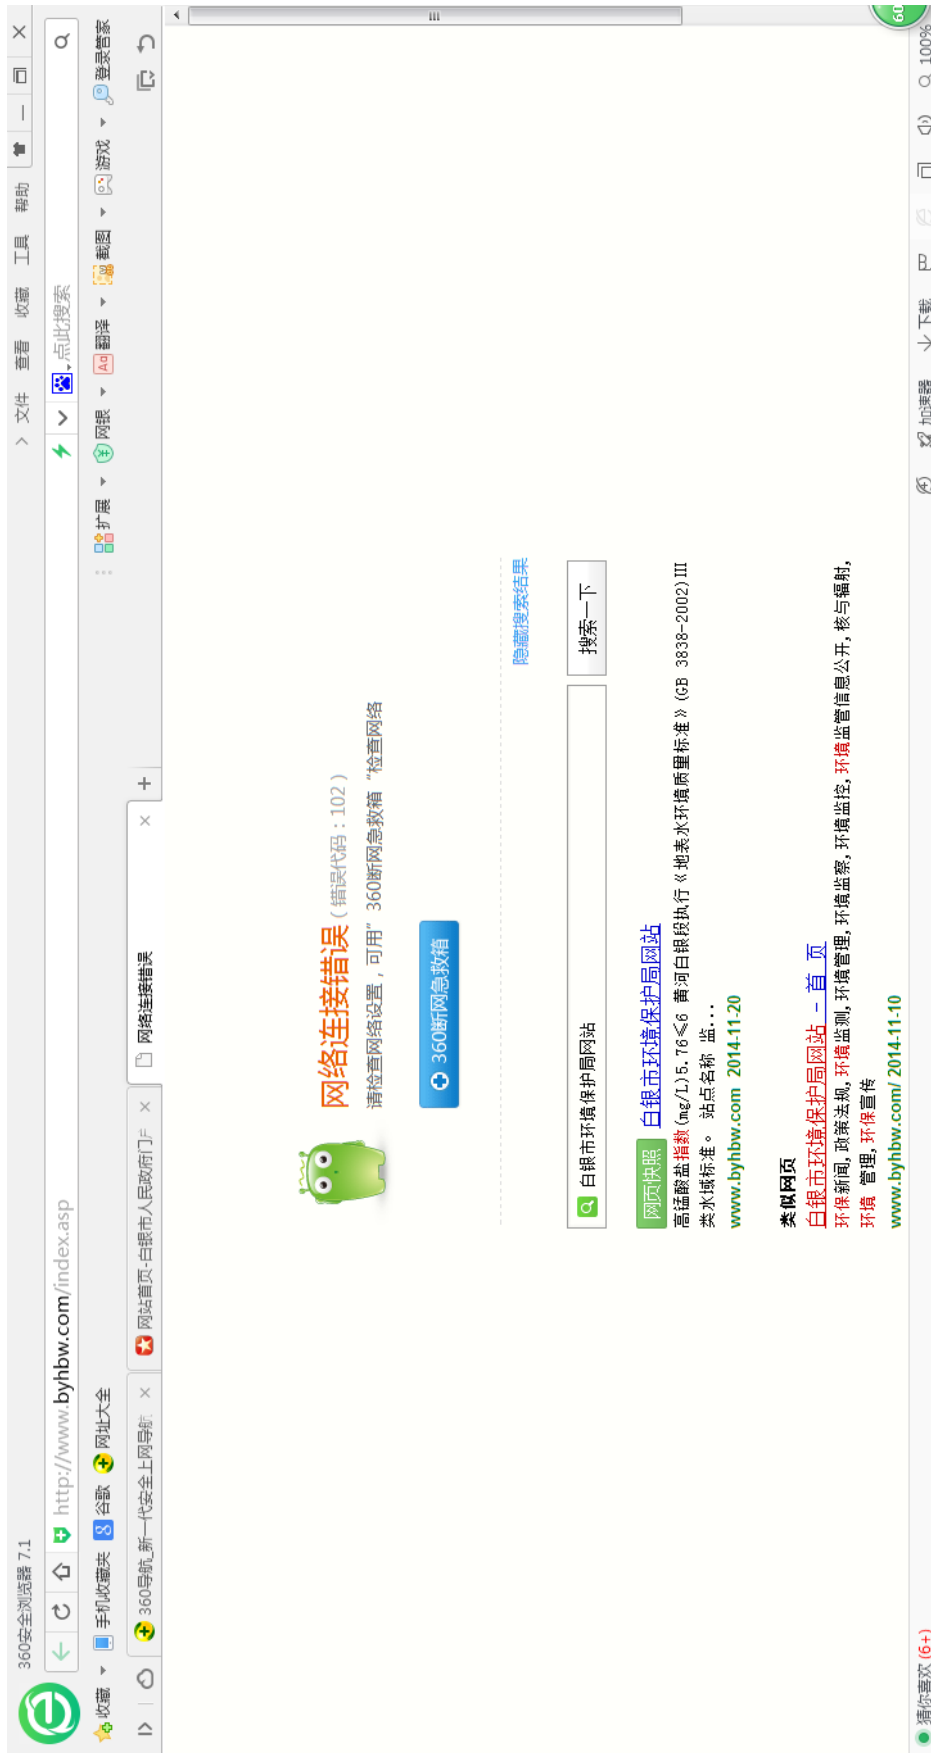 360安全浏览器 7.1
文件 查看 收藏 工具 帮助
http://www.byhbw.com/index.asp
点此搜索
收藏 手机收藏夹 谷歌 网址大全
扩展 网银 翻译 截图 游戏 登录管家
360导航_新一代安全上网导航
网站首页-白银市人民政府门户
网络连接错误
网络连接错误 (错误代码：102)
请检查网络设置，可用”360断网急救箱“检查网络
360断网急救箱
隐藏搜索结果
白银市环境保护局网站
搜索一下
网页快照 白银市环境保护局网站
高锰酸盐指数(mg/L)5.76≤6 黄河白银段执行《地表水环境质量标准》(GB 3838-2002)III
类水域标准。 站点名称 监...
www.byhbw.com 2014-11-20
类似网页
白银市环境保护局网站 - 首 页
环保新闻,政策法规,环境监测,环境管理,环境监察,环境监控,环境监管信息公开,核与辐射,
环境 管理,环保宣传
www.byhbw.com/ 2014-11-10
猜你喜欢 (6+)
加速器 下载
100%
60